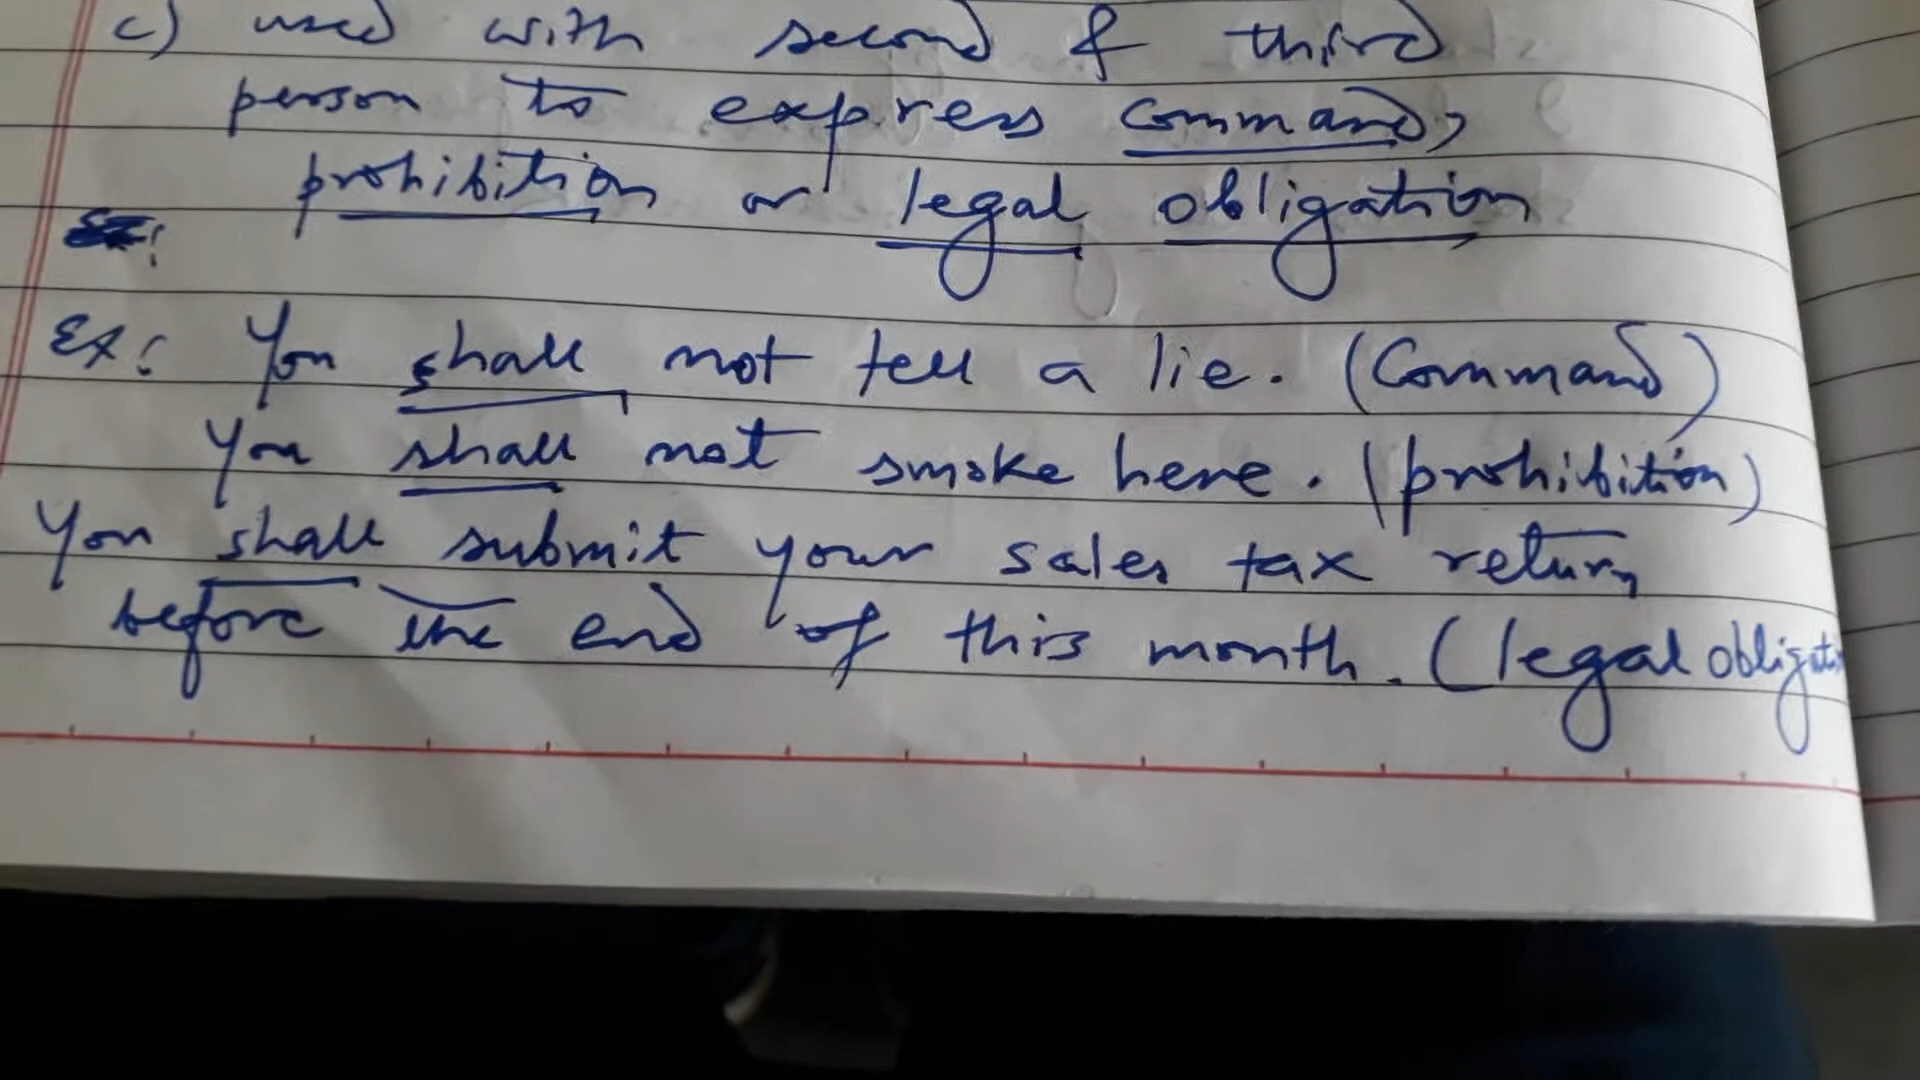 c) used with second & third
person to express command,
prohibition or legal obligation
Ex: You shall not tell a lie. (Command)
You shall not smoke here. (prohibition)
You shall submit your sales tax return
before the end of this month. (legal obligation